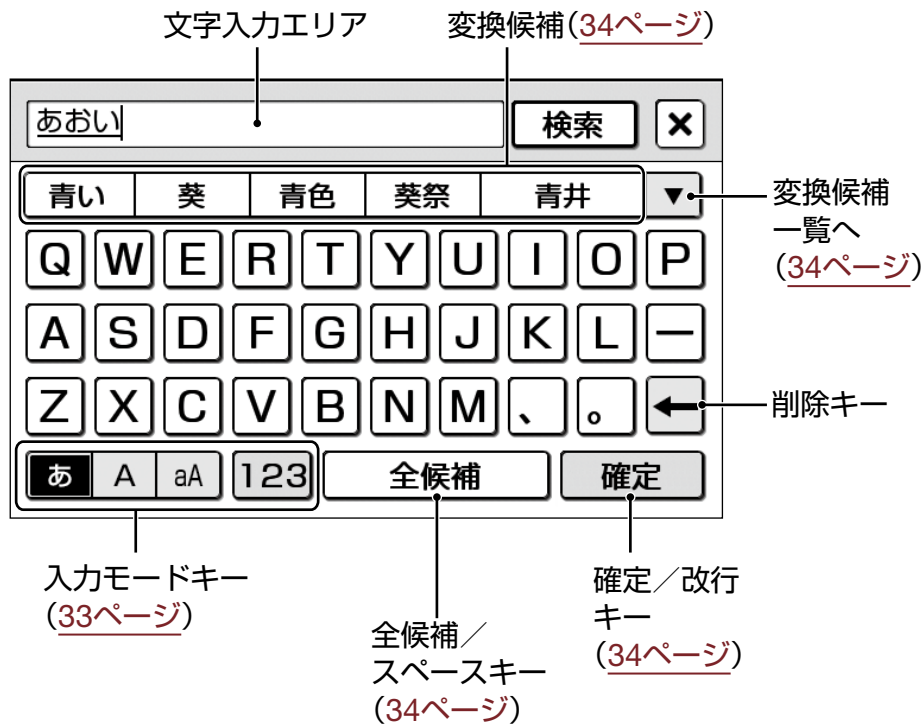 文字入力エリア
変換候補（34ページ）
あおい
検索
×
青い 葵 青色 葵祭 青井 ▼
変換候補
一覧へ
（34ページ）
Q W E R T Y U I O P
A S D F G H J K L ー
Z X C V B N M 、 。 ←
削除キー
あ A aA 123 全候補 確定
入力モードキー
（33ページ）
全候補／
スペースキー
（34ページ）
確定／改行
キー
（34ページ）